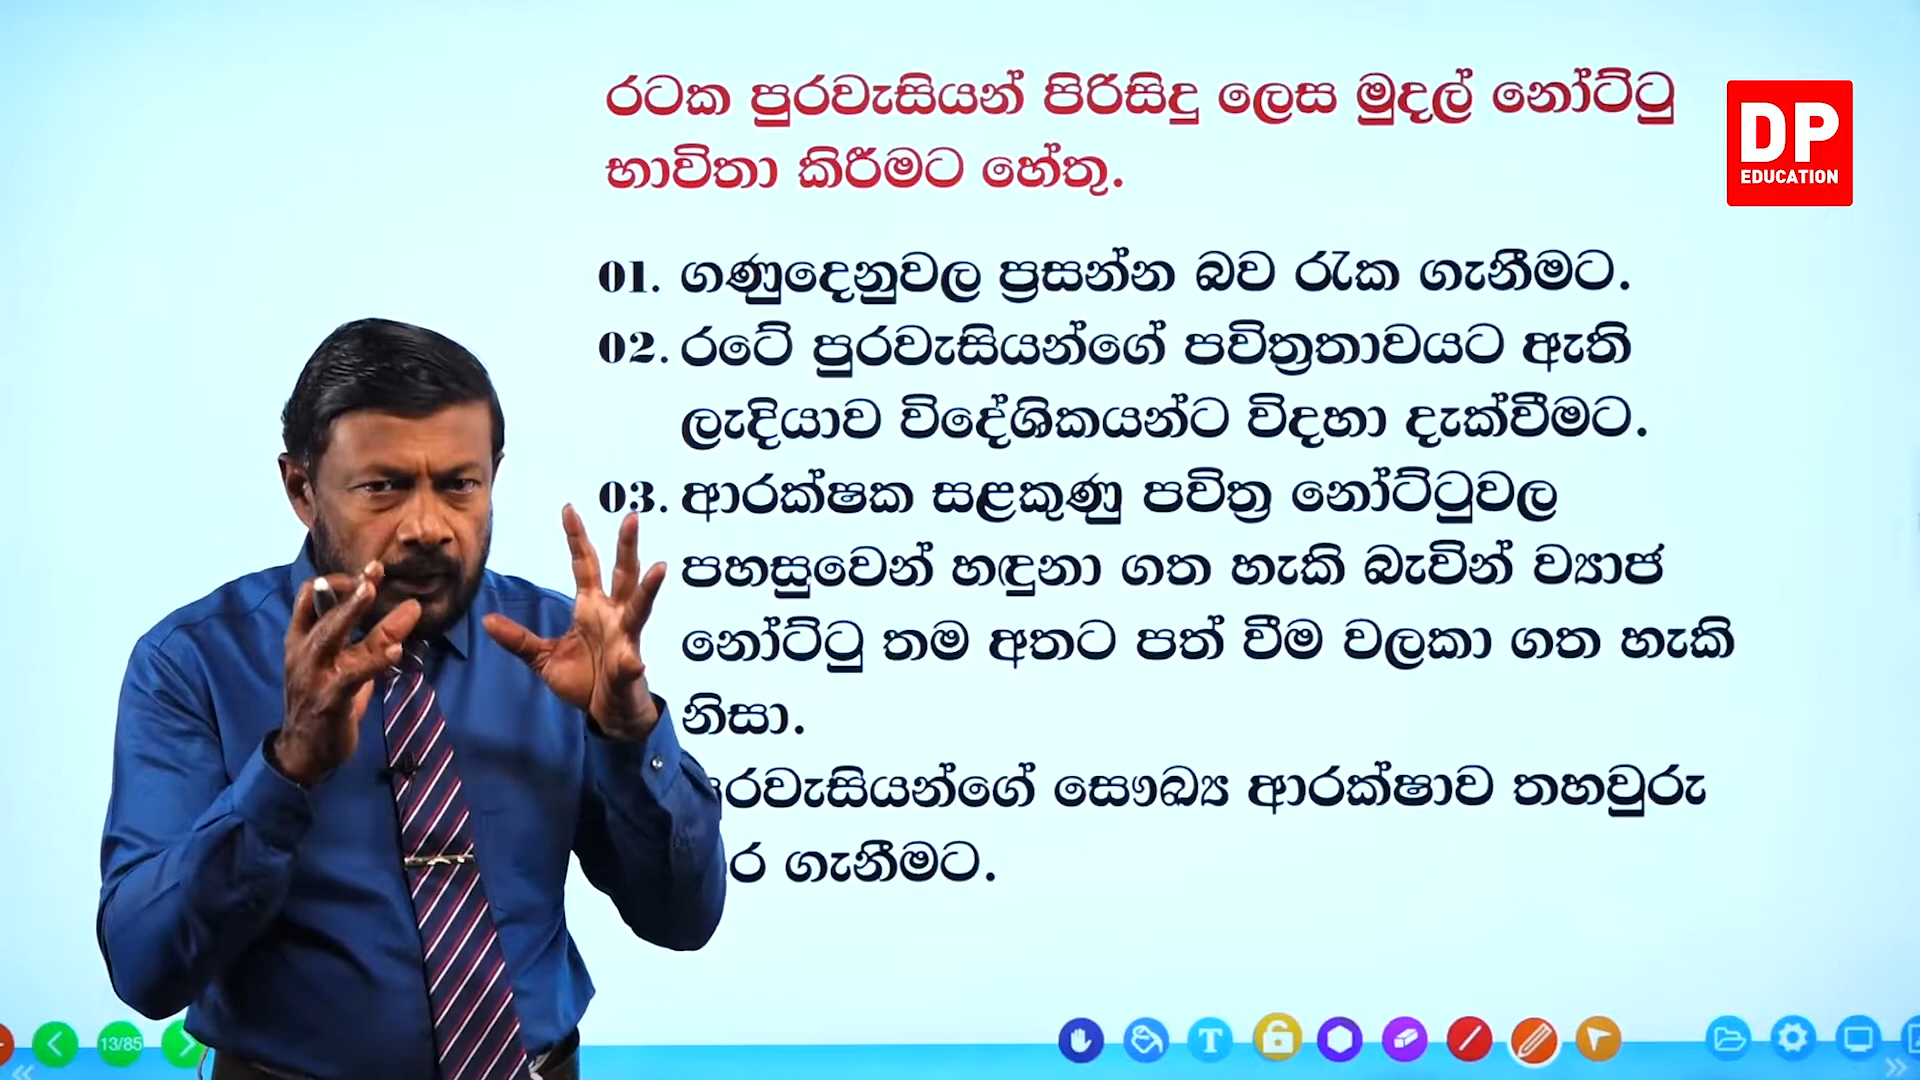 රටක පුරවැසියන් පිරිසිදු ලෙස මුදල් නෝට්ටු
භාවිතා කිරීමට හේතු.
DP
EDUCATION
01. ගණුදෙනුවල ප්‍රසන්න බව රැක ගැනීමට.
02. රටේ පුරවැසියන්ගේ පවිත්‍රතාවයට ඇති
ලැදියාව විදේශිකයන්ට විදහා දැක්වීමට.
03. ආරක්ෂක සළකුණු පවිත්‍ර නෝට්ටුවල
පහසුවෙන් හඳුනා ගත හැකි බැවින් ව්‍යාජ
නෝට්ටු තම අතට පත් වීම වලකා ගත හැකි
නිසා.
සෞඛ්‍ය ආරක්ෂාව තහවුරු
ගැනීමට.
13/85
T